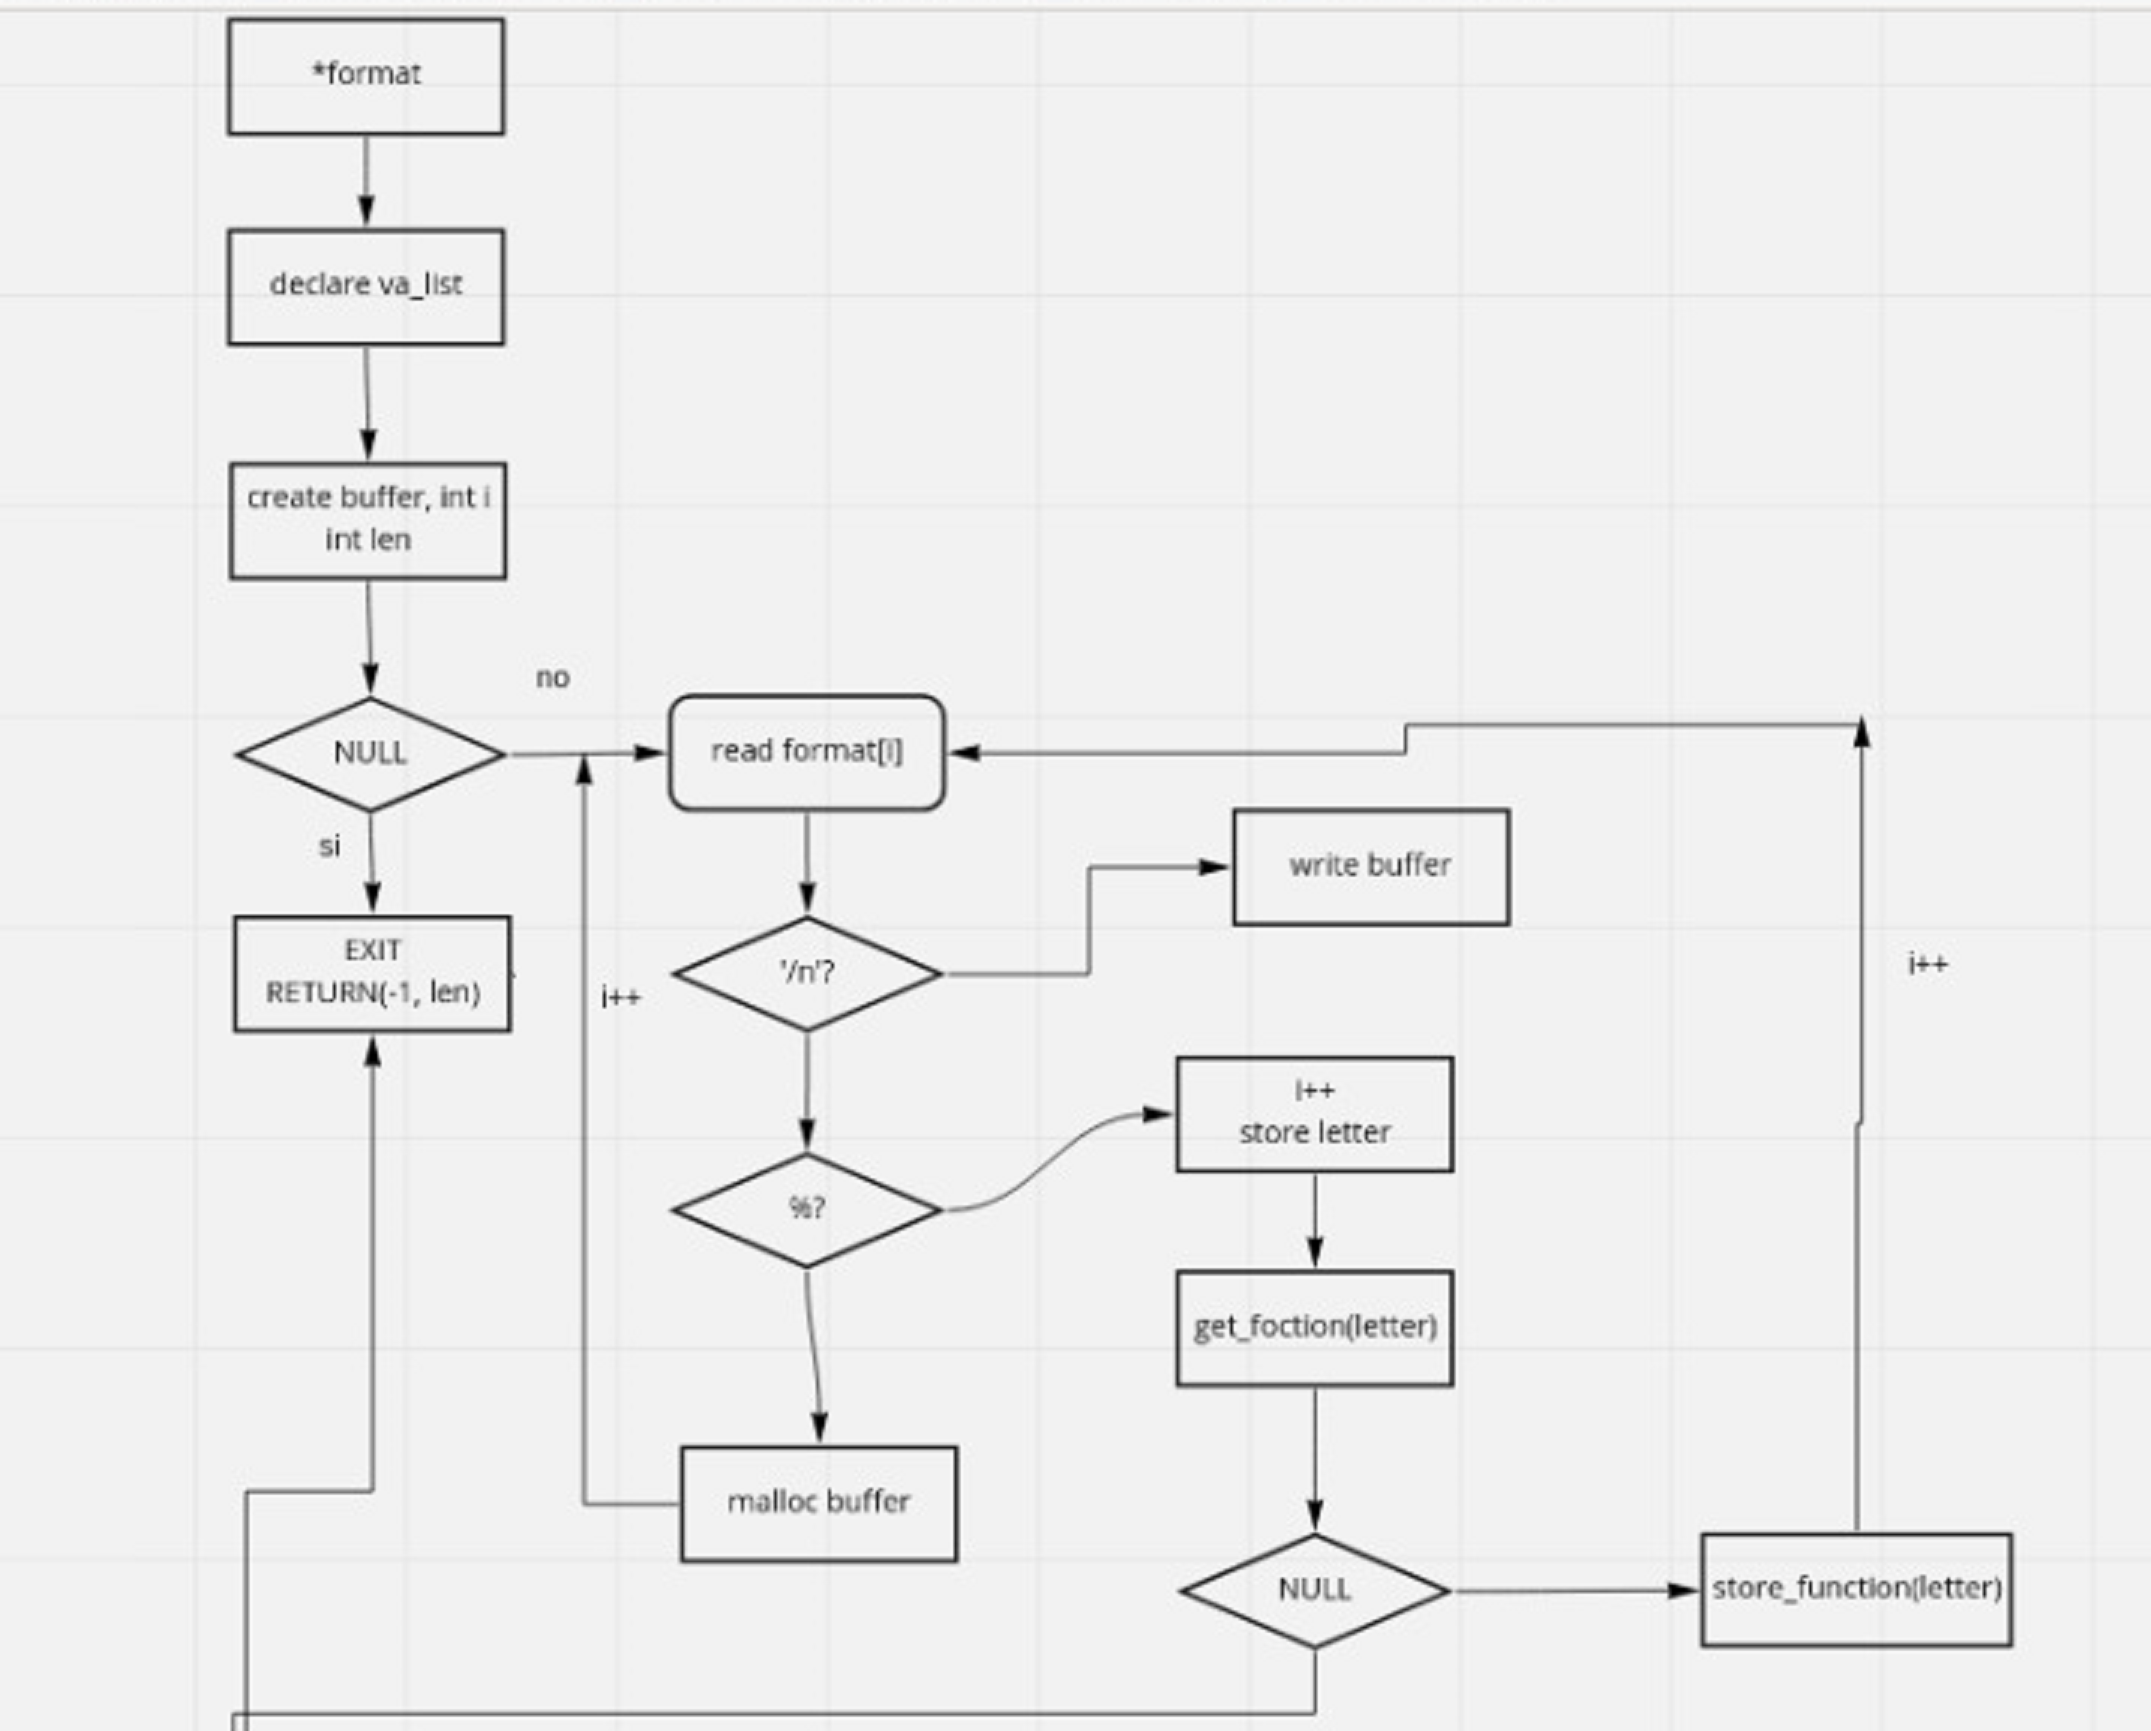 *format
declare va_list
create buffer, int i
int len
no
NULL
read format[i]
si
write buffer
EXIT
RETURN(-1, len)
i++
'/n'?
i++
i++
store letter
%?
get_foction(letter)
malloc buffer
NULL
store_function(letter)